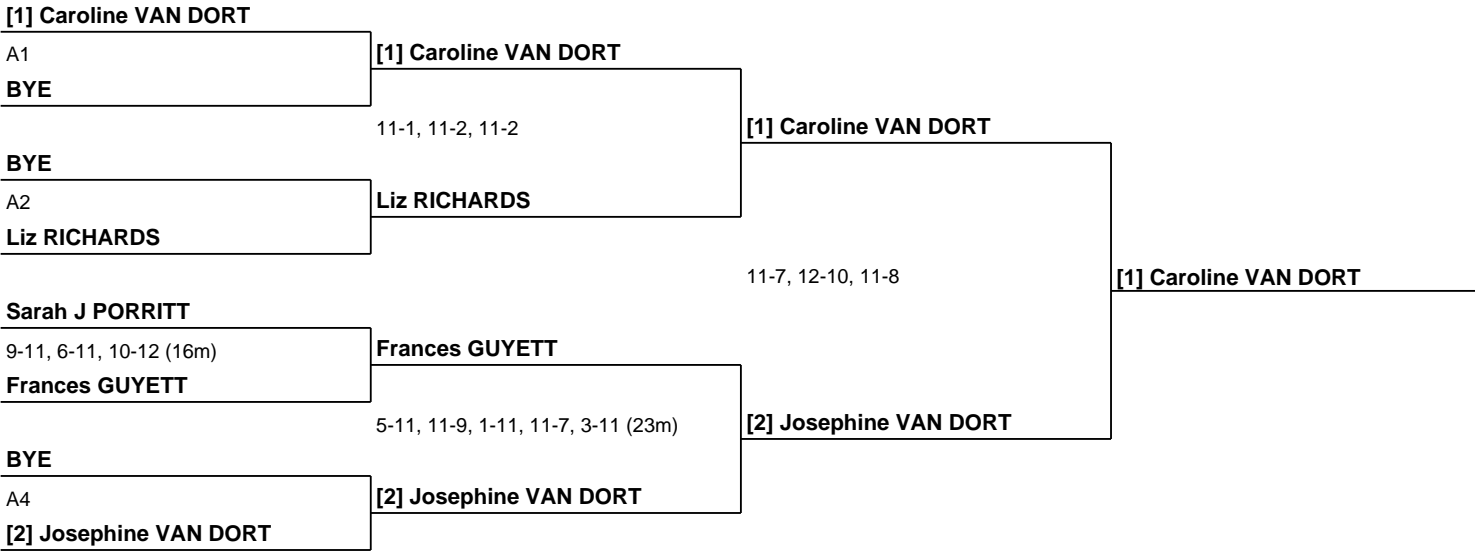 [1] Caroline VAN DORT
A1
[1] Caroline VAN DORT
BYE
11-1, 11-2, 11-2
[1] Caroline VAN DORT
BYE
A2
Liz RICHARDS
Liz RICHARDS
11-7, 12-10, 11-8
[1] Caroline VAN DORT
Sarah J PORRITT
9-11, 6-11, 10-12 (16m)
Frances GUYETT
Frances GUYETT
5-11, 11-9, 1-11, 11-7, 3-11 (23m)
[2] Josephine VAN DORT
BYE
A4
[2] Josephine VAN DORT
[2] Josephine VAN DORT